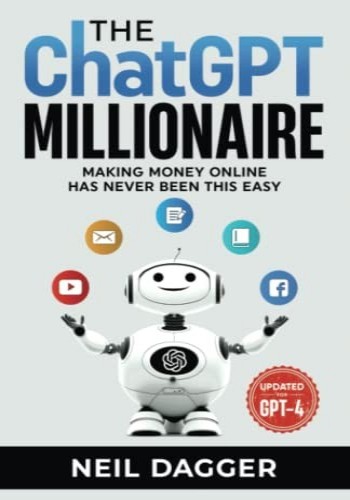 THE
ChatGPT
MILLIONAIRE
MAKING MONEY ONLINE
HAS NEVER BEEN THIS EASY
UPDATED
FOR
GPT-4
NEIL DAGGER